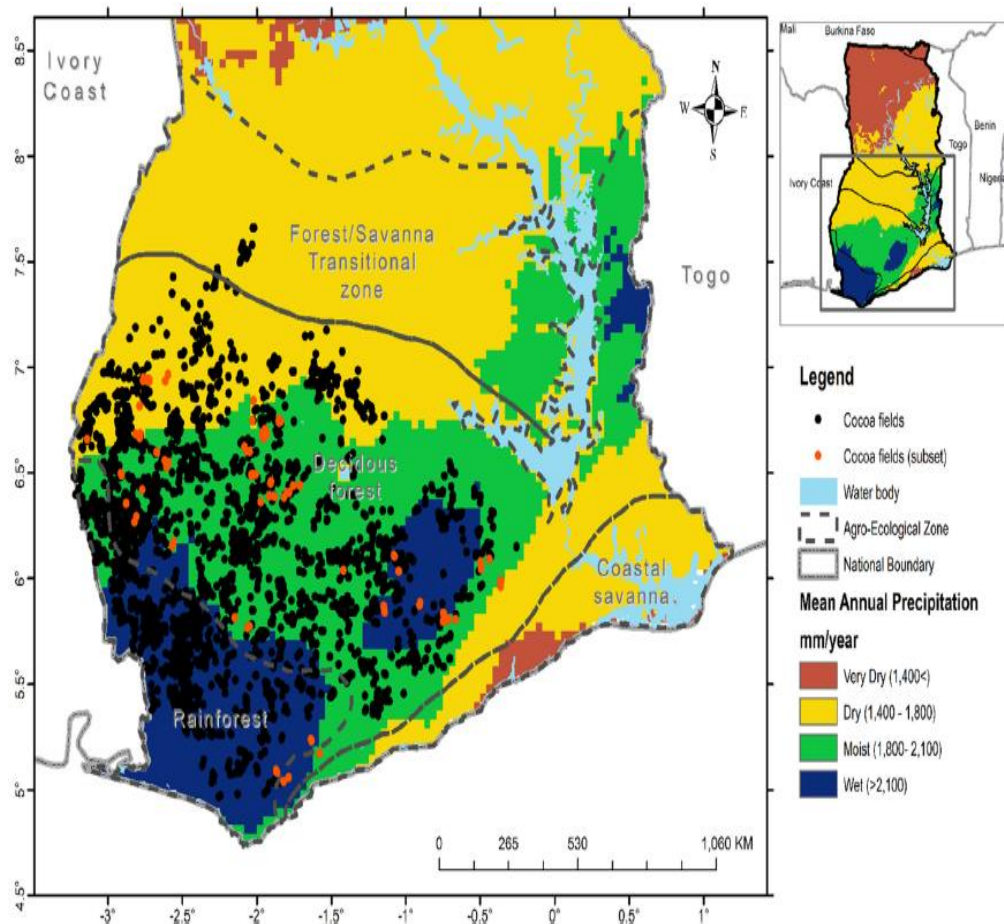 Ivory
Coast
Forest/Savanna
Transitional
zone
Togo
Decidous
forest
Coastal
savanna
Rainforest
N
W
E
S
8.5°
8°
7.5°
7°
6.5°
6°
5.5°
5°
4.5°
-3°
-2.5°
-2°
-1.5°
-1°
-0.5°
0°
0.5°
1°
0 265 530 1,060 KM
Mali
Burkina Faso
Benin
Togo
Ivory Coast
Nigeria
Legend
Cocoa fields
Cocoa fields (subset)
Water body
Agro-Ecological Zone
National Boundary
Mean Annual Precipitation
mm/year
Very Dry (1,400<)
Dry (1,400 - 1,800)
Moist (1,800- 2,100)
Wet (>2,100)